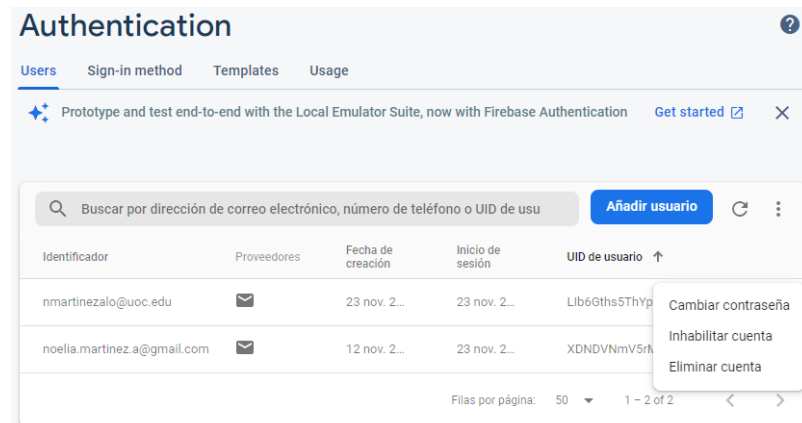 Authentication
Users Sign-in method Templates Usage
Prototype and test end-to-end with the Local Emulator Suite, now with Firebase Authentication Get started
Buscar por dirección de correo electrónico, número de teléfono o UID de usu Añadir usuario
Identificador Proveedores Fecha de creación Inicio de sesión UID de usuario
nmartinezalo@uoc.edu 23 nov. 2... 23 nov. 2... LIb6Gths5ThYp
Cambiar contraseña
Inhabilitar cuenta
noelia.martinez.a@gmail.com 12 nov. 2... 23 nov. 2... XDNDVNmV5rM
Eliminar cuenta
Filas por página: 50 1 – 2 of 2